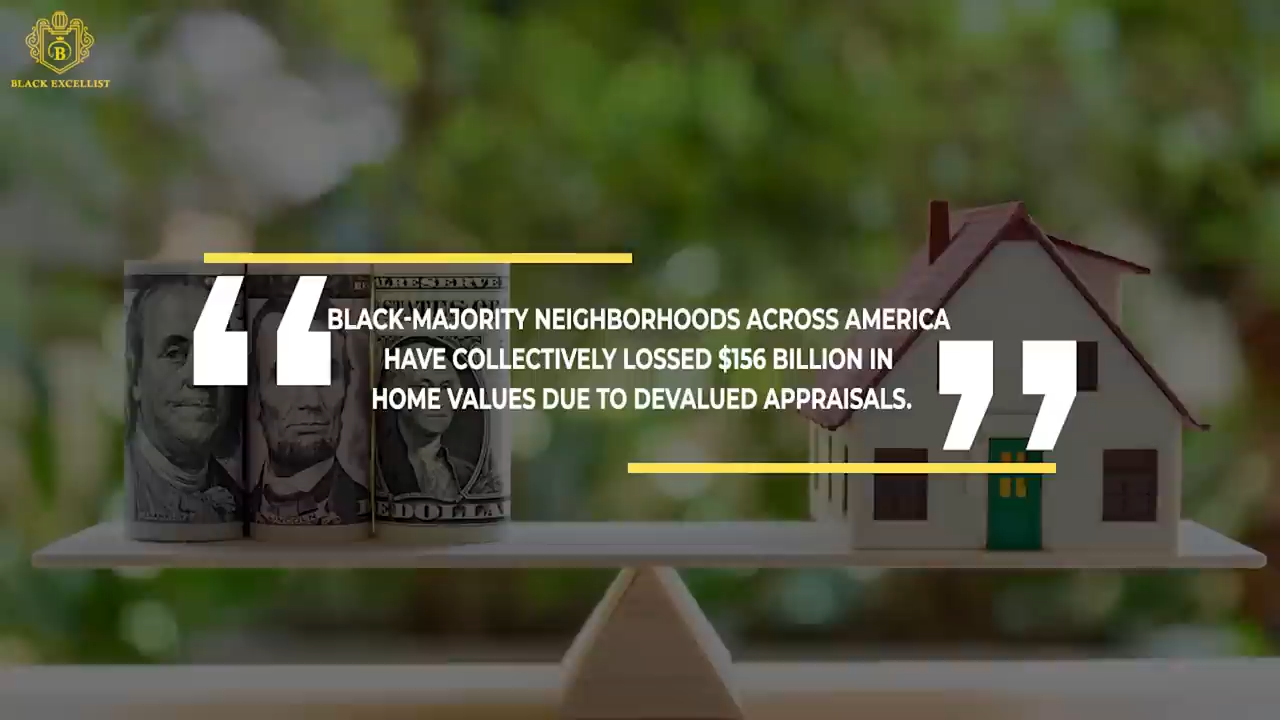 B
BLACK EXCELLIST
BLACK-MAJORITY NEIGHBORHOODS ACROSS AMERICA
HAVE COLLECTIVELY LOSSED $156 BILLION IN
HOME VALUES DUE TO DEVALUED APPRAISALS.